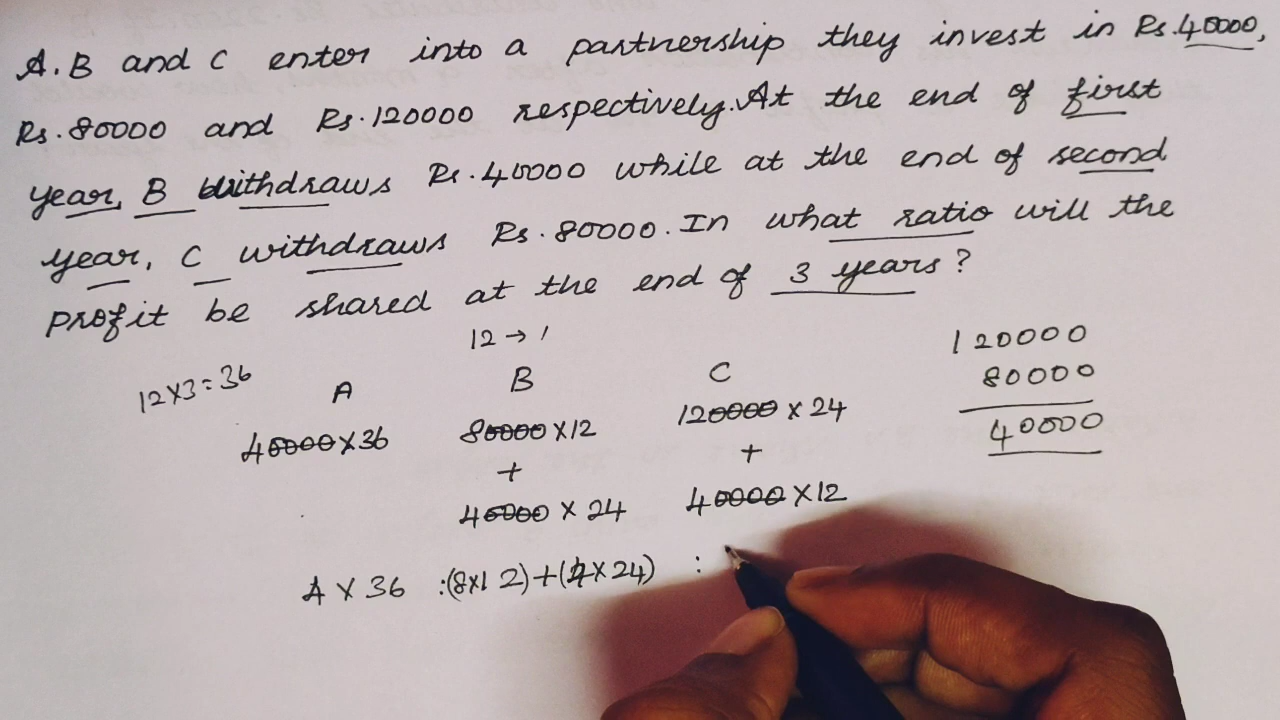 A. B and C enter into a partnership they invest in Rs.40000,
Rs.80000 and Rs.120000 respectively. At the end of first
year, B withdraws Rs.40000 while at the end of second
year, C withdraws Rs.80000. In what ratio will the
profit be shared at the end of 3 years?
12 → 1
120000
12×3=36
A B C
80000
40000×36 80000×12 120000×24
40000
+ +
40000 × 24 40000 ×12
4 × 36 :(8×12)+(4×24) :